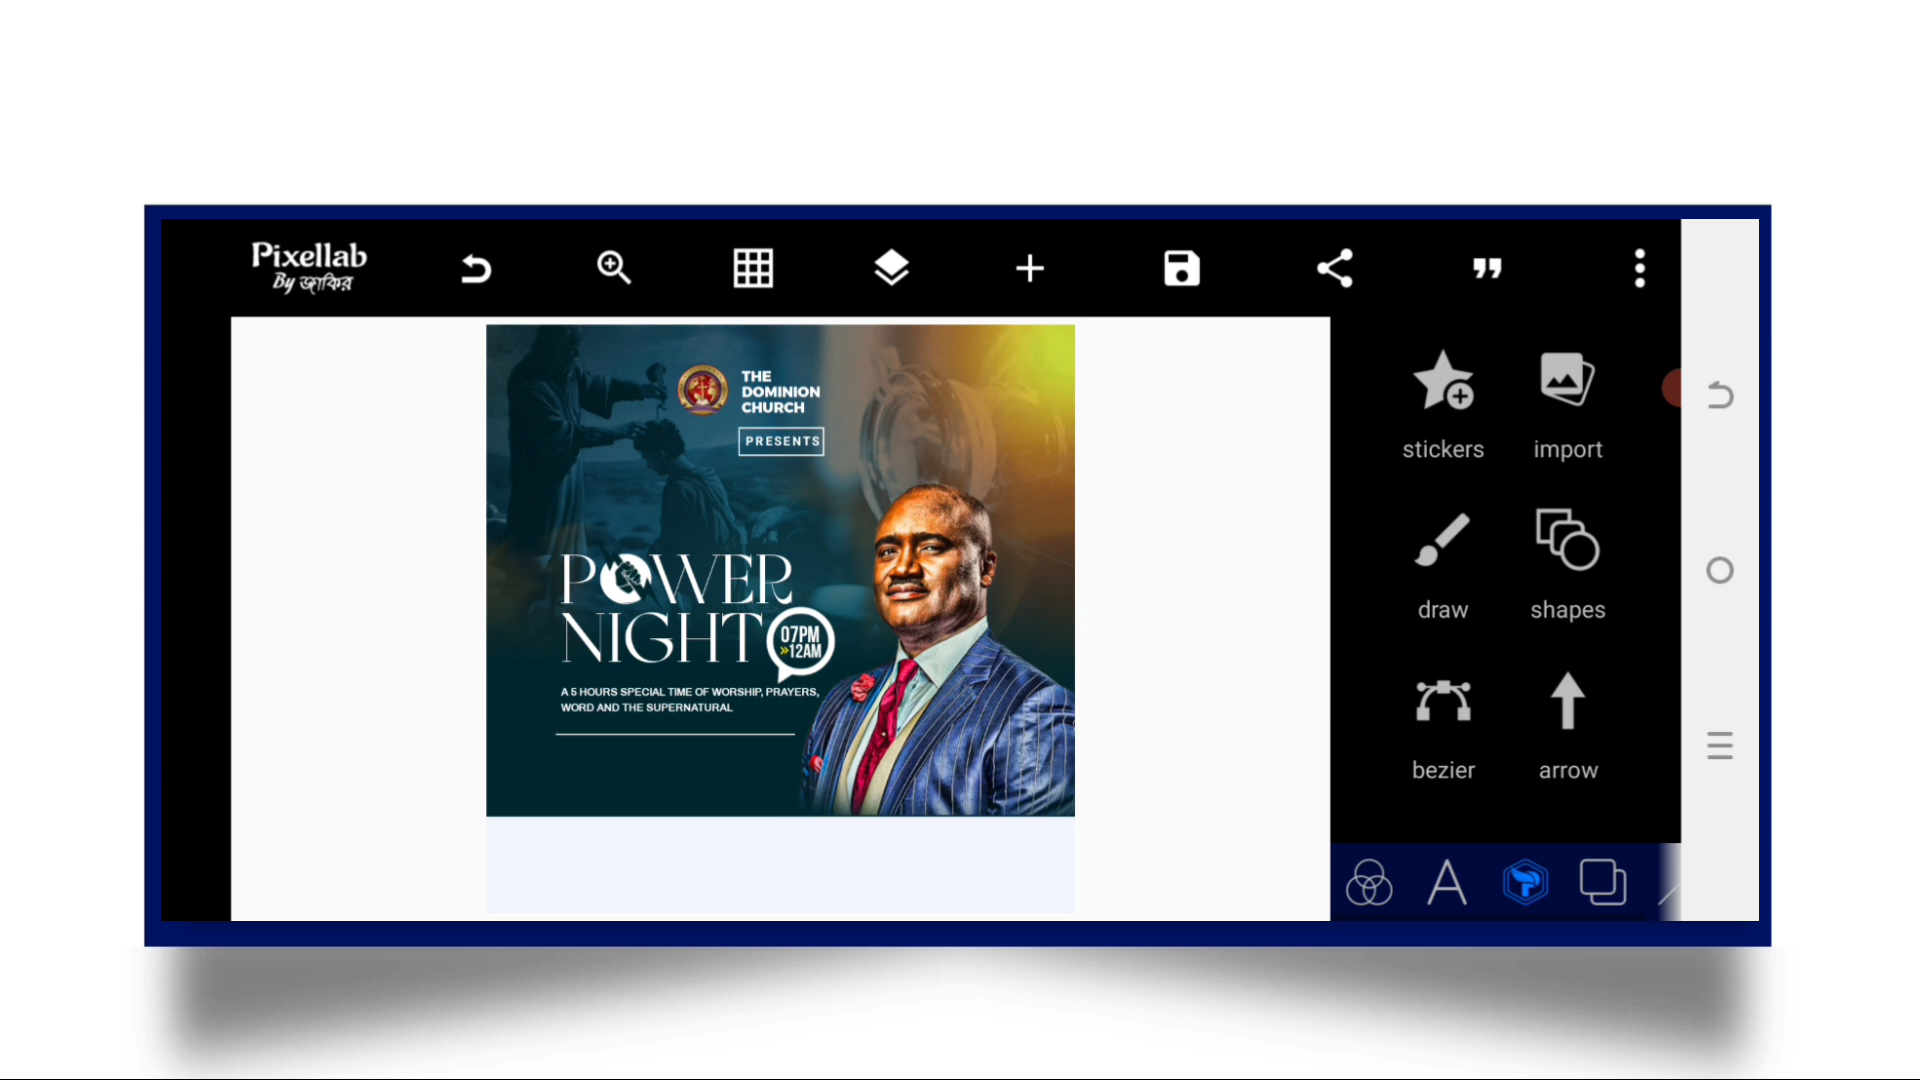 Pixellab
By জাকির
THE
DOMINION
CHURCH
PRESENTS
POWER
NIGHT
07PM
»12AM
A 5 HOURS SPECIAL TIME OF WORSHIP, PRAYERS,
WORD AND THE SUPERNATURAL
stickers
import
draw
shapes
bezier
arrow